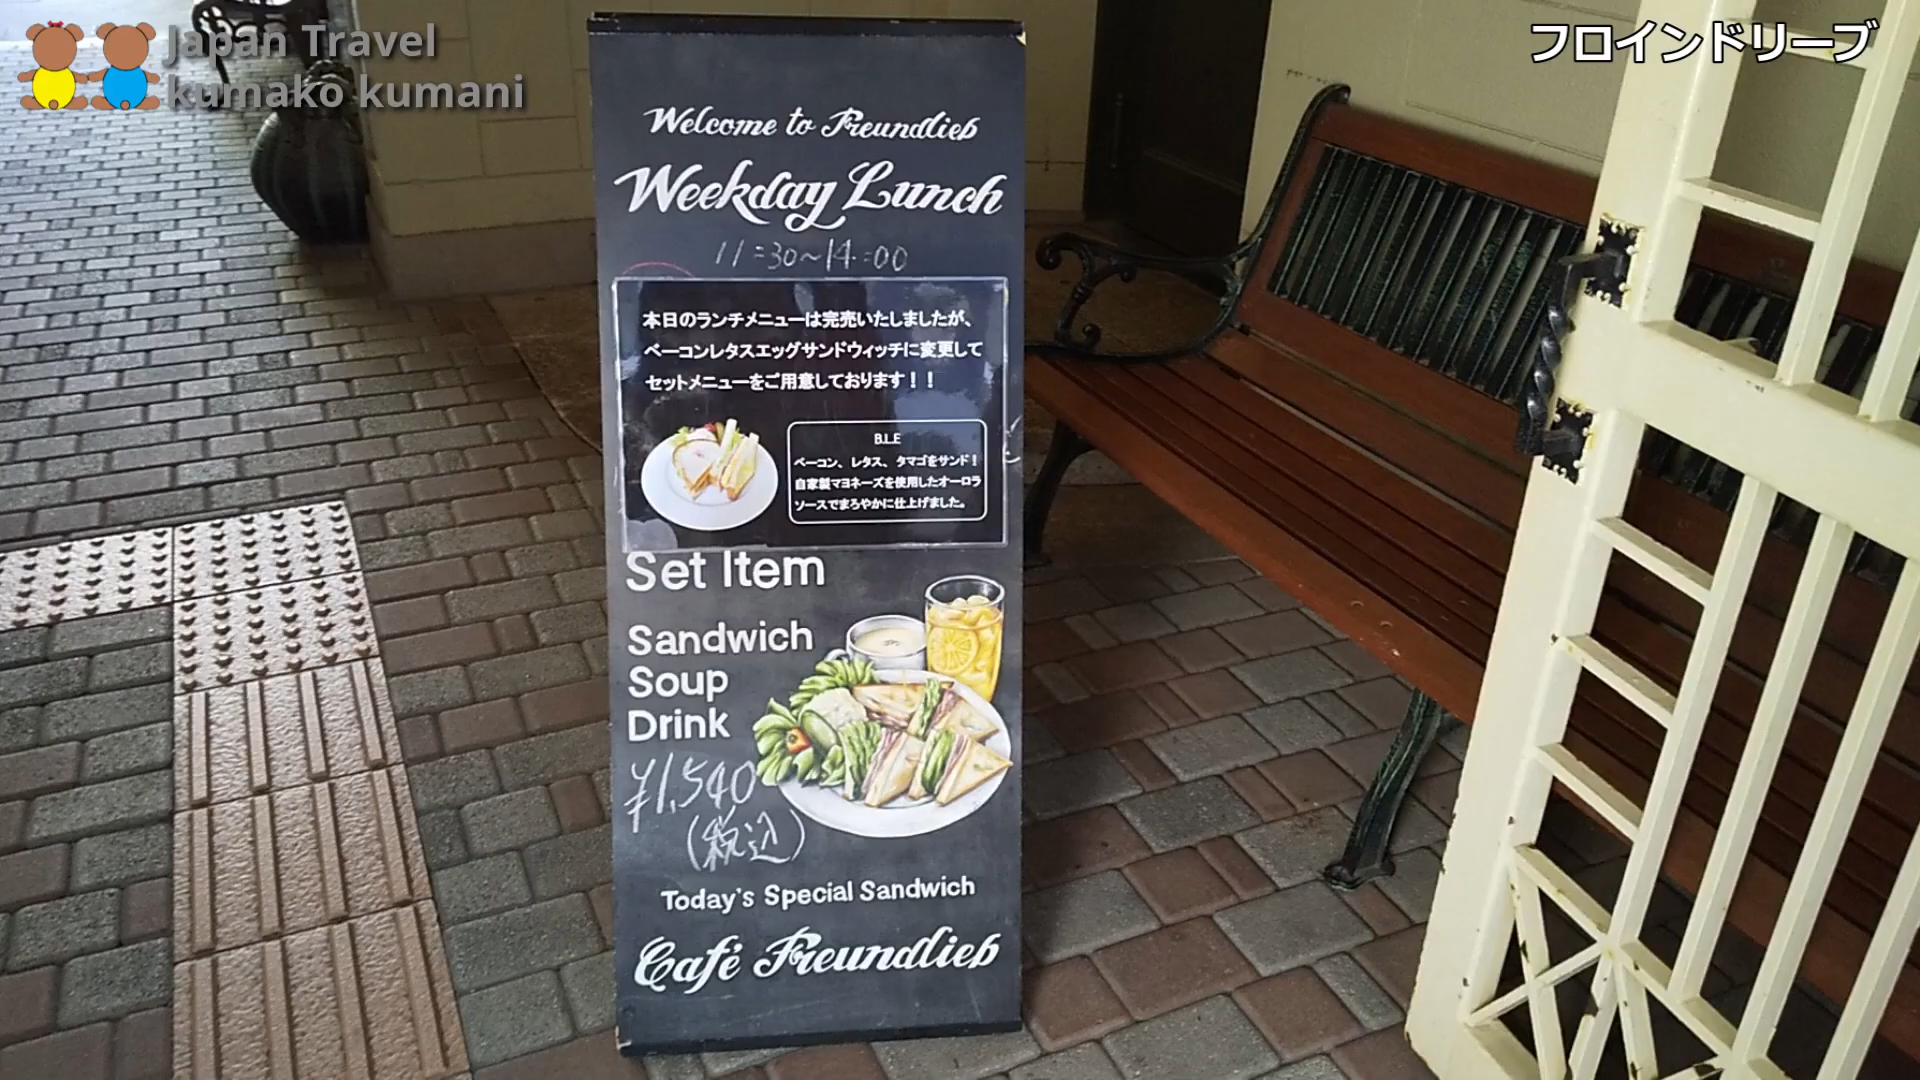 Japan Travel
kumako kumani
フロインドリーブ
Welcome to Freundlieb
Weekday Lunch
11:30~14:00
本日のランチメニューは完売いたしましたが、
ベーコンレタスエッグサンドウィッチに変更して
セットメニューをご用意しております！！
B.L.E
ベーコン、レタス、タマゴをサンド！
自家製マヨネーズを使用したオーロラ
ソースでまろやかに仕上げました。
Set Item
Sandwich
Soup
Drink
¥1,540
(税込)
Today's Special Sandwich
Café Freundlieb